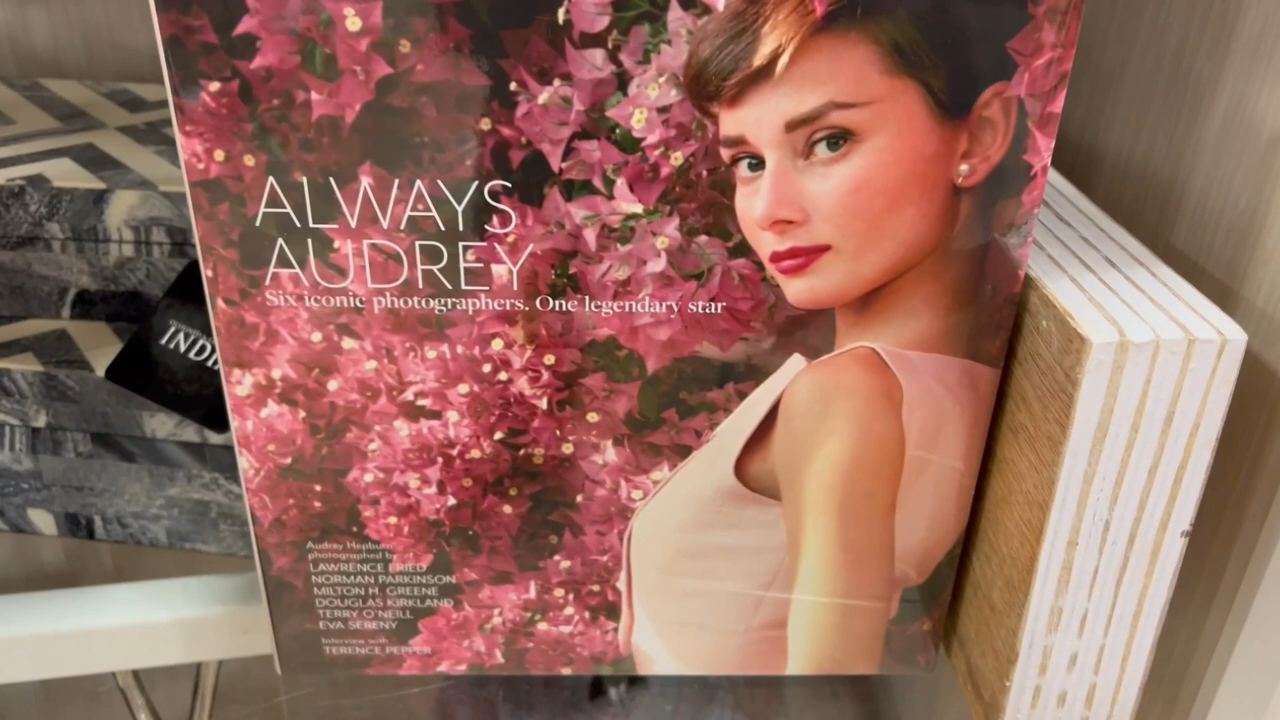 ALWAYS
AUDREY
Six iconic photographers. One legendary star
Audrey Hepburn
photographed by
LAWRENCE FRIED
NORMAN PARKINSON
MILTON H. GREENE
DOUGLAS KIRKLAND
TERRY O'NEILL
EVA SERENY
Interview with
TERENCE PEPPER